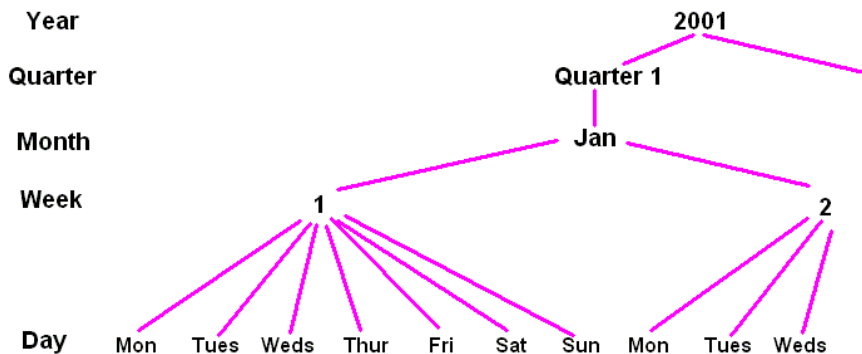 Year 2001
Quarter Quarter 1
Month Jan
Week 1 2
Day Mon Tues Weds Thur Fri Sat Sun Mon Tues Weds